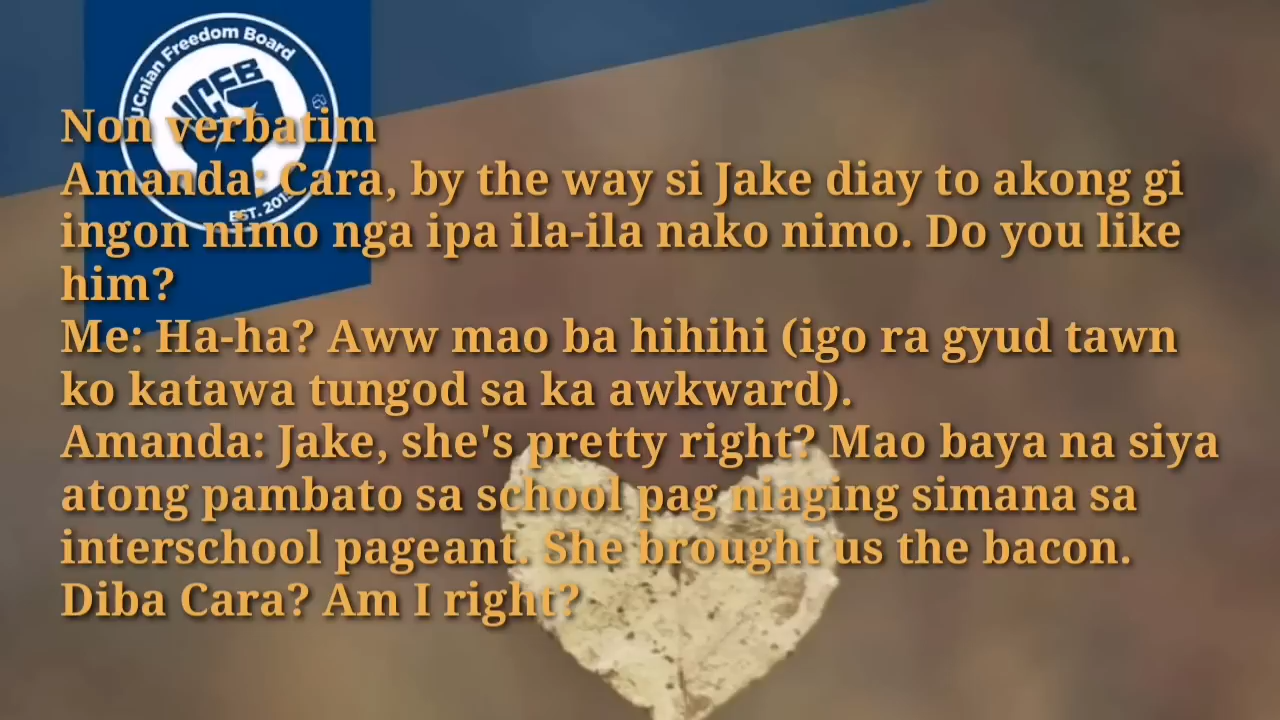 UCnian Freedom Board
UCFB
EST. 2015
Non verbatim
Amanda: Cara, by the way si Jake diay to akong gi
ingon nimo nga ipa ila-ila nako nimo. Do you like
him?
Me: Ha-ha? Aww mao ba hihihi (igo ra gyud tawn
ko katawa tungod sa ka awkward).
Amanda: Jake, she's pretty right? Mao baya na siya
atong pambato sa school pag niaging simana sa
interschool pageant. She brought us the bacon.
Diba Cara? Am I right?